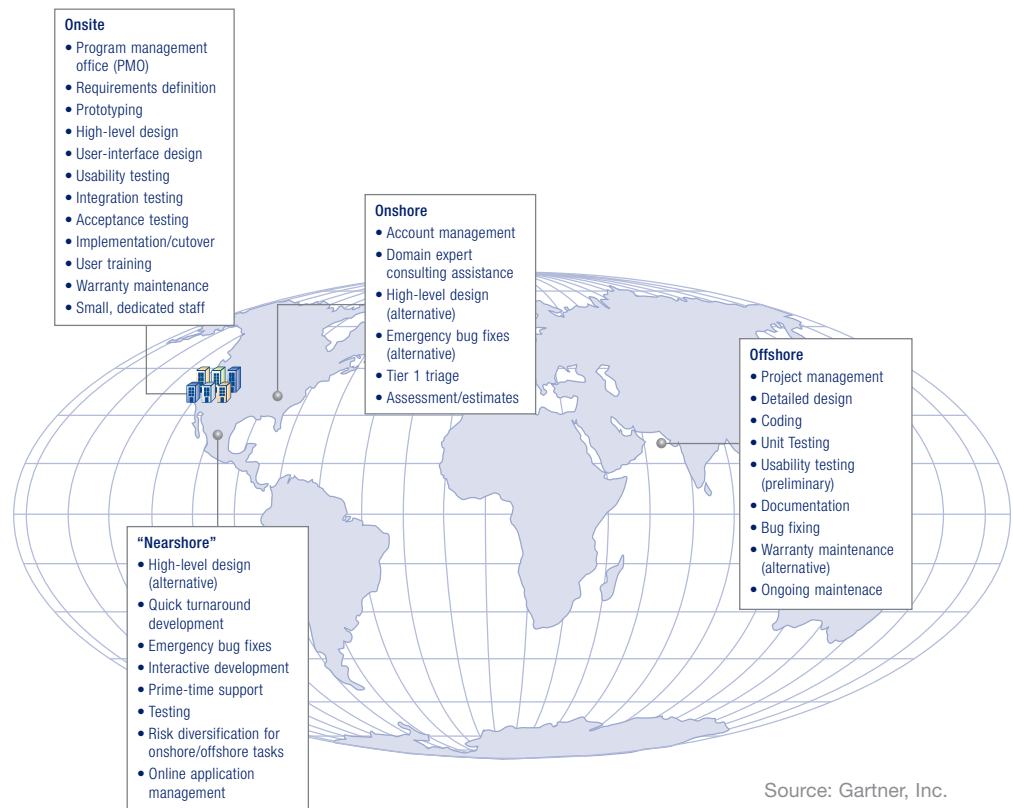 Onsite
• Program management
office (PMO)
• Requirements definition
• Prototyping
• High-level design
• User-interface design
• Usability testing
• Integration testing
• Acceptance testing
• Implementation/cutover
• User training
• Warranty maintenance
• Small, dedicated staff
Onshore
• Account management
• Domain expert
consulting assistance
• High-level design
(alternative)
• Emergency bug fixes
(alternative)
• Tier 1 triage
• Assessment/estimates
Offshore
• Project management
• Detailed design
• Coding
• Unit Testing
• Usability testing
(preliminary)
• Documentation
• Bug fixing
• Warranty maintenance
(alternative)
• Ongoing maintenace
“Nearshore”
• High-level design
(alternative)
• Quick turnaround
development
• Emergency bug fixes
• Interactive development
• Prime-time support
• Testing
• Risk diversification for
onshore/offshore tasks
• Online application
management
Source: Gartner, Inc.